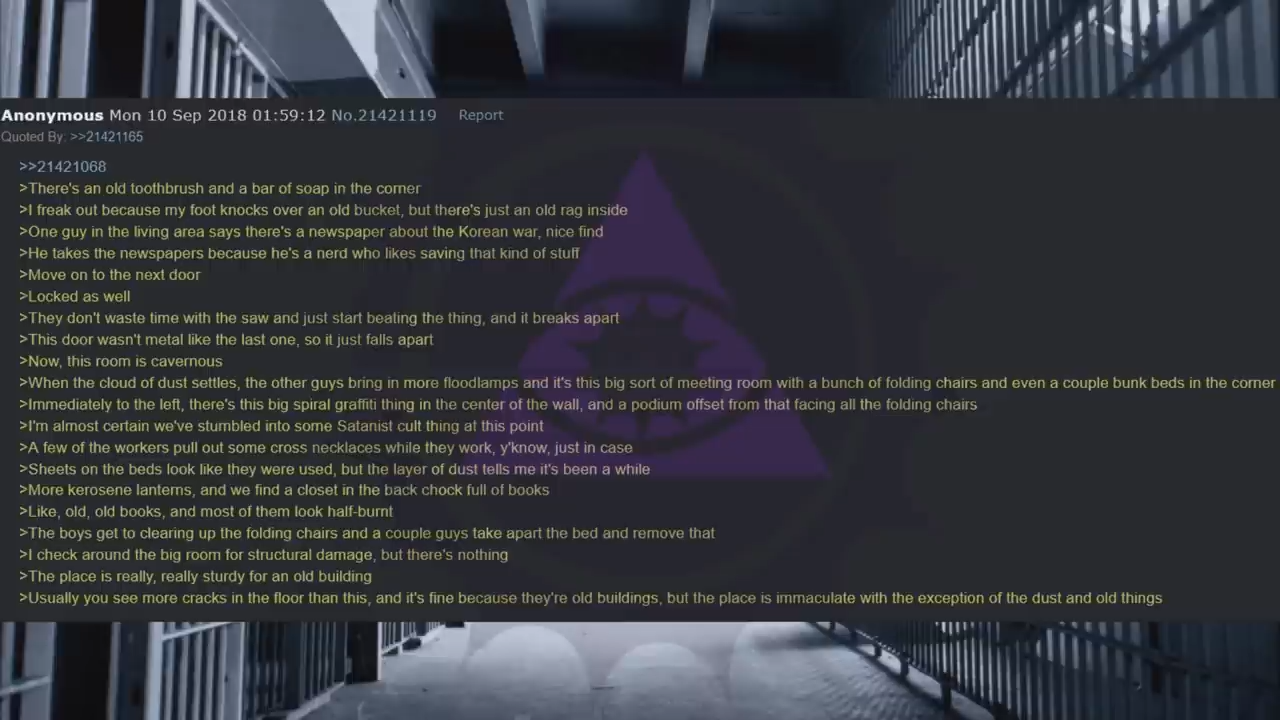 Anonymous Mon 10 Sep 2018 01:59:12 No.21421119 Report
Quoted By: >>21421165
>>21421068
>There's an old toothbrush and a bar of soap in the corner
>I freak out because my foot knocks over an old bucket, but there's just an old rag inside
>One guy in the living area says there's a newspaper about the Korean war, nice find
>He takes the newspapers because he's a nerd who likes saving that kind of stuff
>Move on to the next door
>Locked as well
>They don't waste time with the saw and just start beating the thing, and it breaks apart
>This door wasn't metal like the last one, so it just falls apart
>Now, this room is cavernous
>When the cloud of dust settles, the other guys bring in more floodlamps and it's this big sort of meeting room with a bunch of folding chairs and even a couple bunk beds in the corner
>Immediately to the left, there's this big spiral graffiti thing in the center of the wall, and a podium offset from that facing all the folding chairs
>I'm almost certain we've stumbled into some Satanist cult thing at this point
>A few of the workers pull out some cross necklaces while they work, y'know, just in case
>Sheets on the beds look like they were used, but the layer of dust tells me it's been a while
>More kerosene lanterns, and we find a closet in the back chock full of books
>Like, old, old books, and most of them look half-burnt
>The boys get to clearing up the folding chairs and a couple guys take apart the bed and remove that
>I check around the big room for structural damage, but there's nothing
>The place is really, really sturdy for an old building
>Usually you see more cracks in the floor than this, and it's fine because they're old buildings, but the place is immaculate with the exception of the dust and old things